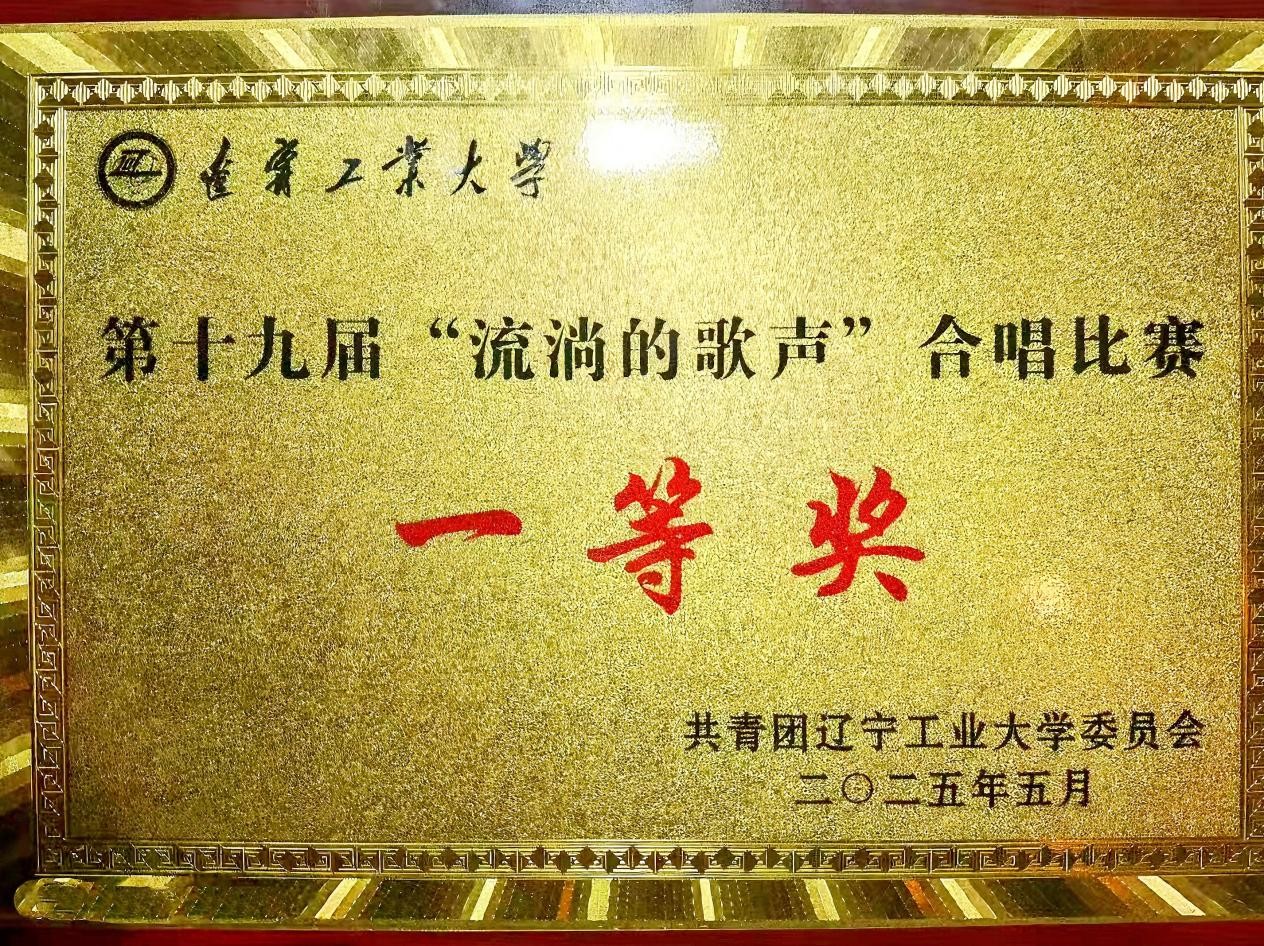 辽宁工业大学
第十九届“流淌的歌声”合唱比赛
一等奖
共青团辽宁工业大学委员会
二〇二五年五月